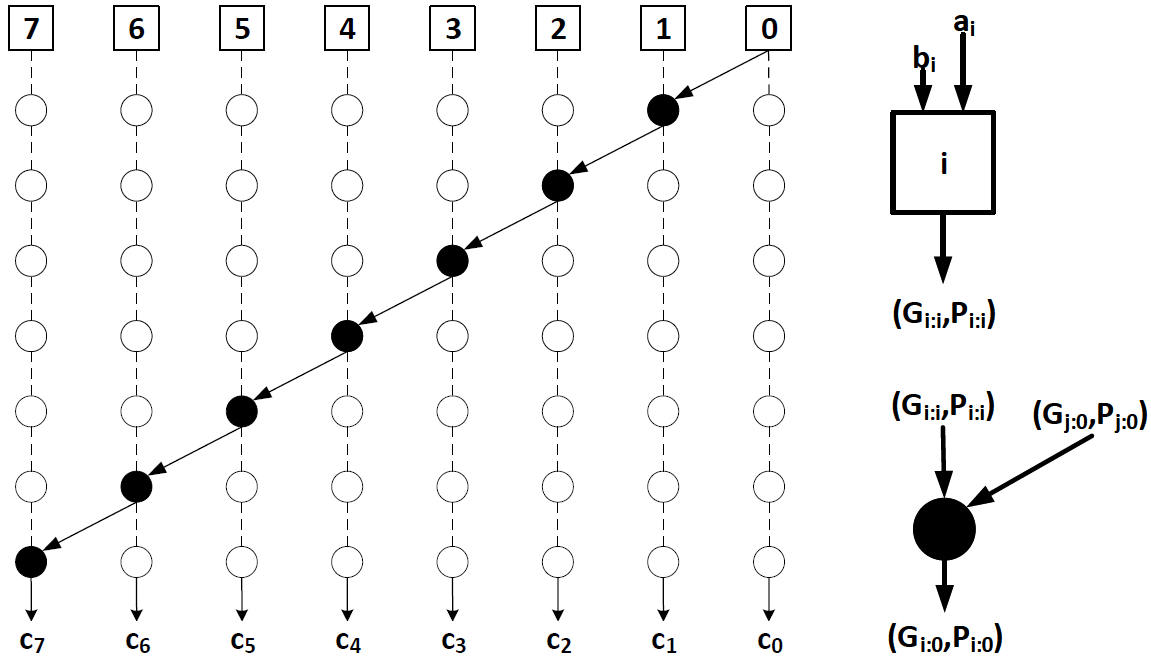 7 6 5 4 3 2 1 0
a_i
b_i
i
(G_{i:i},P_{i:i})
(G_{i:i},P_{i:i}) (G_{j:0},P_{j:0})
(G_{i:0},P_{i:0})
c_7 c_6 c_5 c_4 c_3 c_2 c_1 c_0